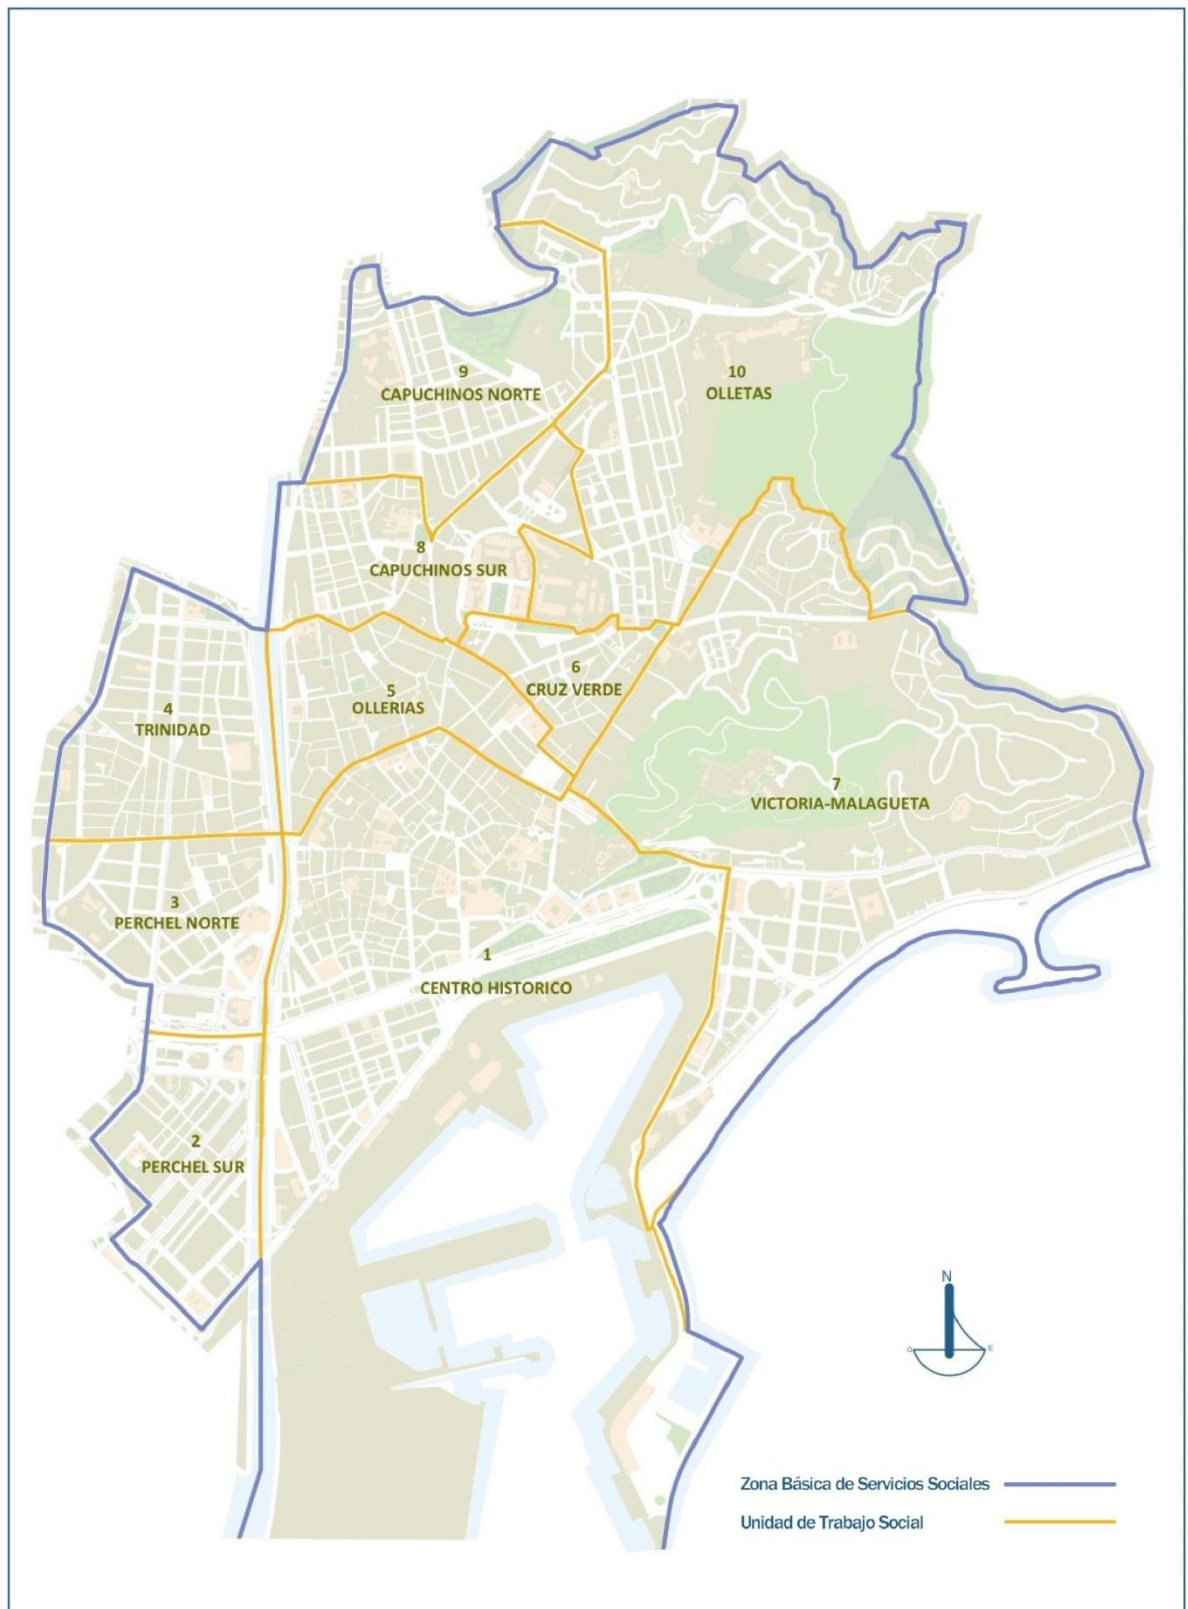 9
CAPUCHINOS NORTE
10
OLLETAS
8
CAPUCHINOS SUR
6
CRUZ VERDE
5
OLLERIAS
4
TRINIDAD
7
VICTORIA-MALAGUETA
3
PERCHEL NORTE
1
CENTRO HISTORICO
2
PERCHEL SUR
N
O E
Zona Básica de Servicios Sociales
Unidad de Trabajo Social